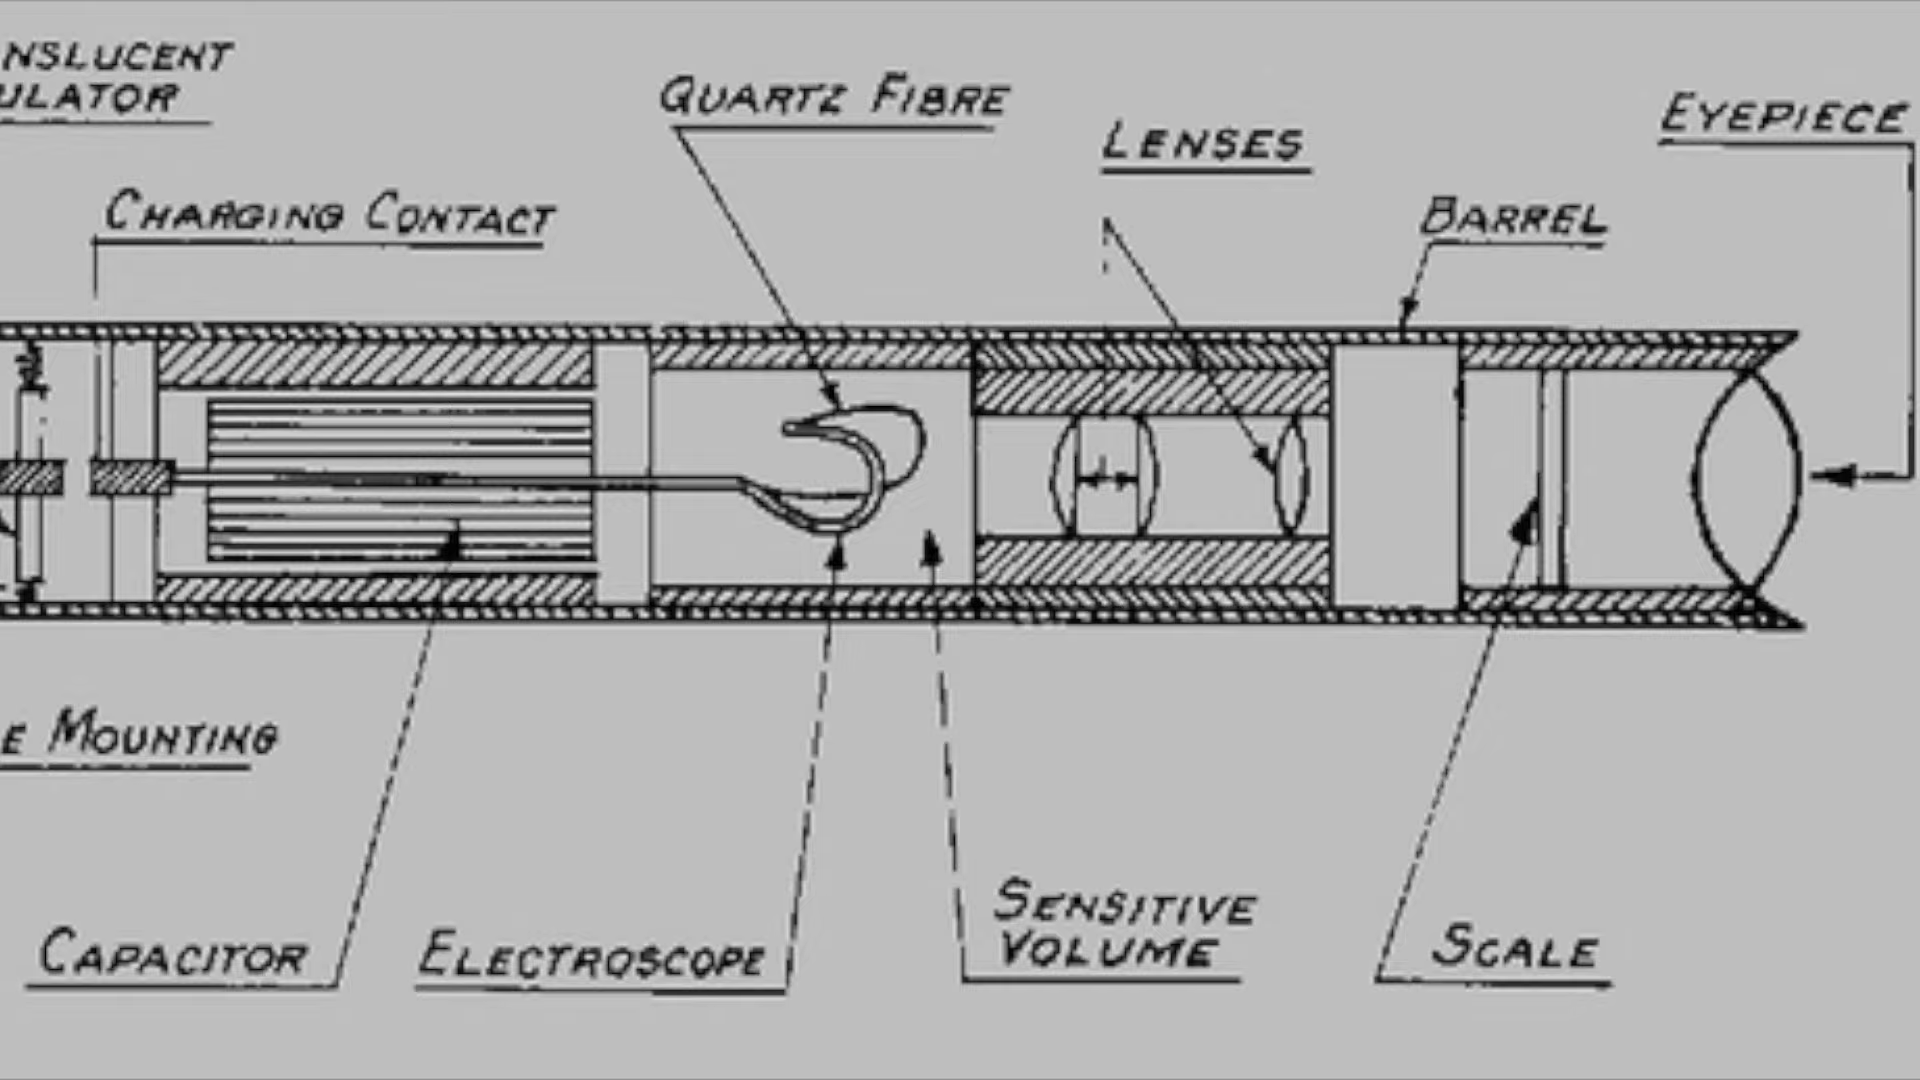 NSLUCENT
ULATOR
CHARGING CONTACT
QUARTZ FIBRE
LENSES
BARREL
EYEPIECE
E MOUNTING
CAPACITOR
ELECTROSCOPE
SENSITIVE
VOLUME
SCALE